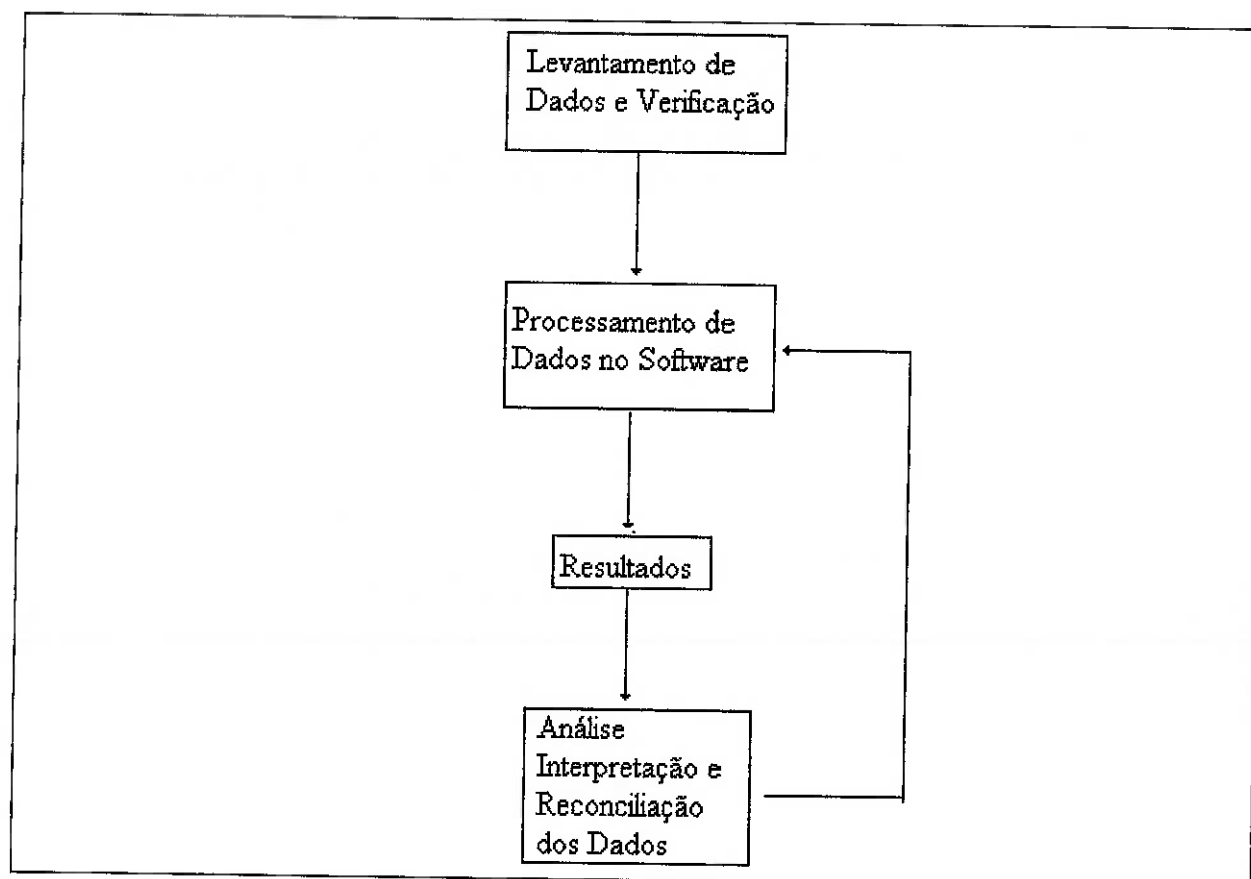 Levantamento de
Dados e Verificação
Processamento de
Dados no Software
Resultados
Análise
Interpretação e
Reconciliação
dos Dados